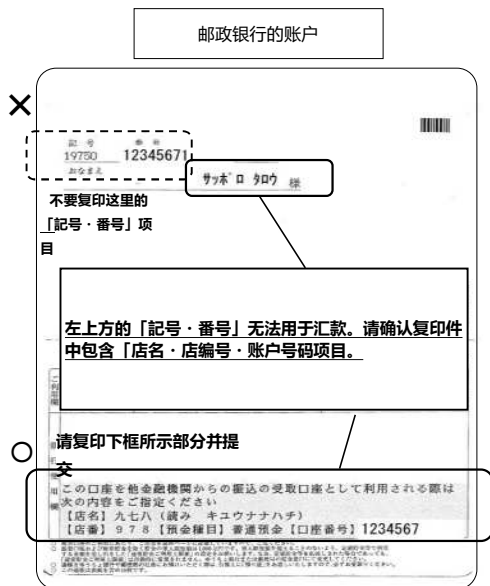 邮政银行的账户
×
記号 番号
19750 12345671
おなまえ
サッポロ タロウ 様
不要复印这里的
「記号・番号」项
目
左上方的「記号・番号」无法用于汇款。请确认复印件
中包含「店名・店编号・账户号码项目。
ご利用欄
○ 请复印下框所示部分并提
交
この口座を他金融機関からの振込の受取口座として利用される際は
次の内容をご指定ください
【店名】九七八（読み キュウナナハチ）
【店番】978【預金種目】普通預金【口座番号】1234567